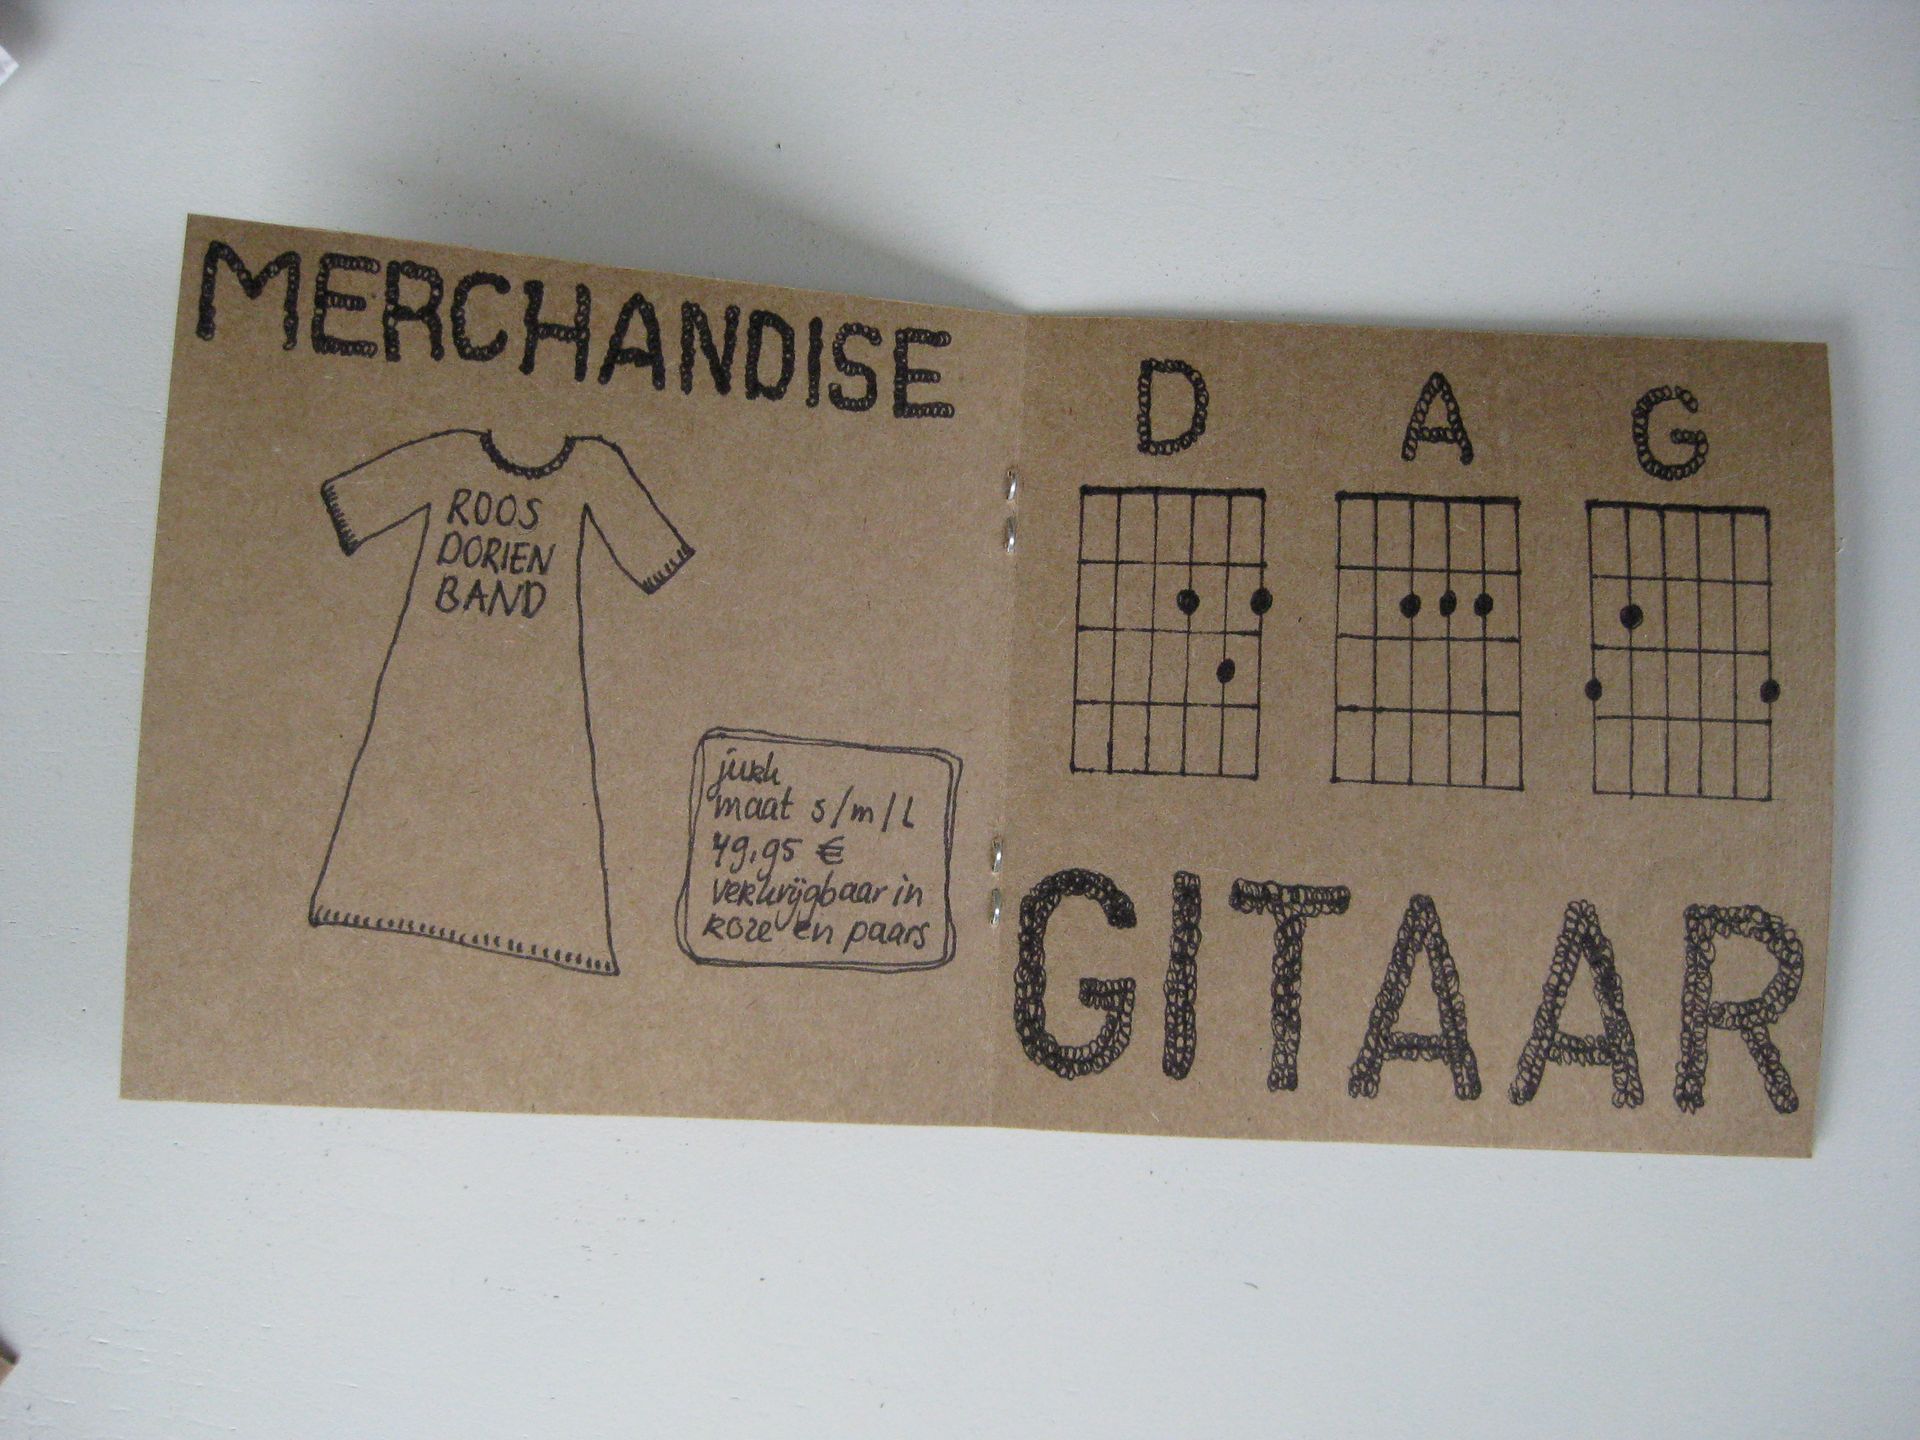 MERCHANDISE
ROOS
DORIEN
BAND
jurk
maat s/m/L
49,95 €
verkrijgbaar in
roze en paars
D A G
GITAAR